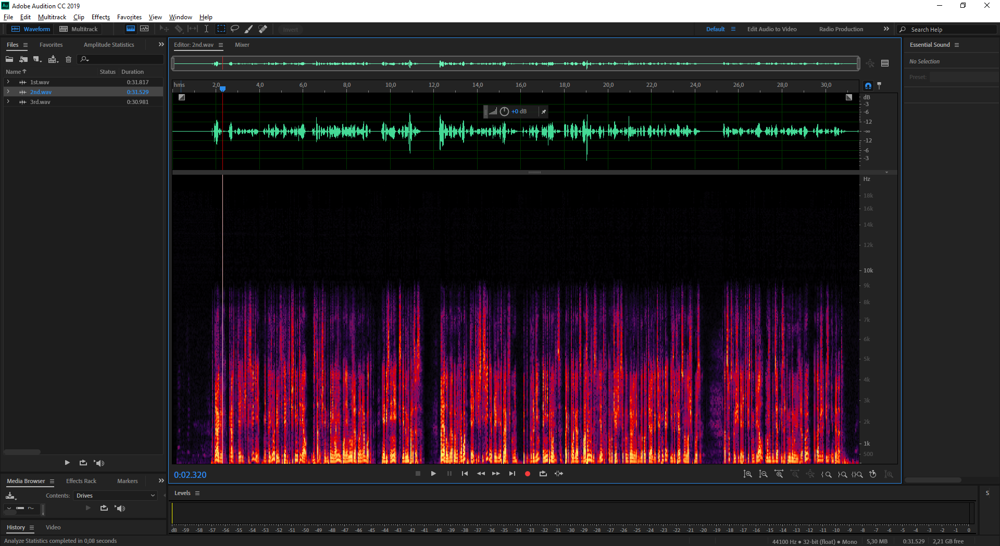 Au Adobe Audition CC 2019
File Edit Multitrack Clip Effects Favorites View Window Help
Waveform Multitrack Invert Default Edit Audio to Video Radio Production Search Help
Files Favorites Amplitude Statistics
Name Status Duration
1st.wav 0:31.817
2nd.wav 0:31.529
3rd.wav 0:30.981
Editor: 2nd.wav Mixer
hms 2,0 4,0 6,0 8,0 10,0 12,0 14,0 16,0 18,0 20,0 22,0 24,0 26,0 28,0 30,0
+0 dB
dB
-3
-6
-12
-∞
-12
-6
-3
Hz
18k
16k
14k
12k
10k
9k
8k
7k
6k
5k
4k
3k
2k
1k
500
0:02.320
Essential Sound
No Selection
Preset:
Media Browser Effects Rack Markers
Contents: Drives
Dr
History Video
Levels
S
dB -59 -58 -57 -56 -55 -54 -53 -52 -51 -50 -49 -48 -47 -46 -45 -44 -43 -42 -41 -40 -39 -38 -37 -36 -35 -34 -33 -32 -31 -30 -29 -28 -27 -26 -25 -24 -23 -22 -21 -20 -19 -18 -17 -16 -15 -14 -13 -12 -11 -10 -9 -8 -7 -6 -5 -4 -3 -2 -1 0
Analyze Statistics completed in 0,08 seconds
44100 Hz • 32-bit (float) • Mono 5,30 MB 0:31.529 2,21 GB free